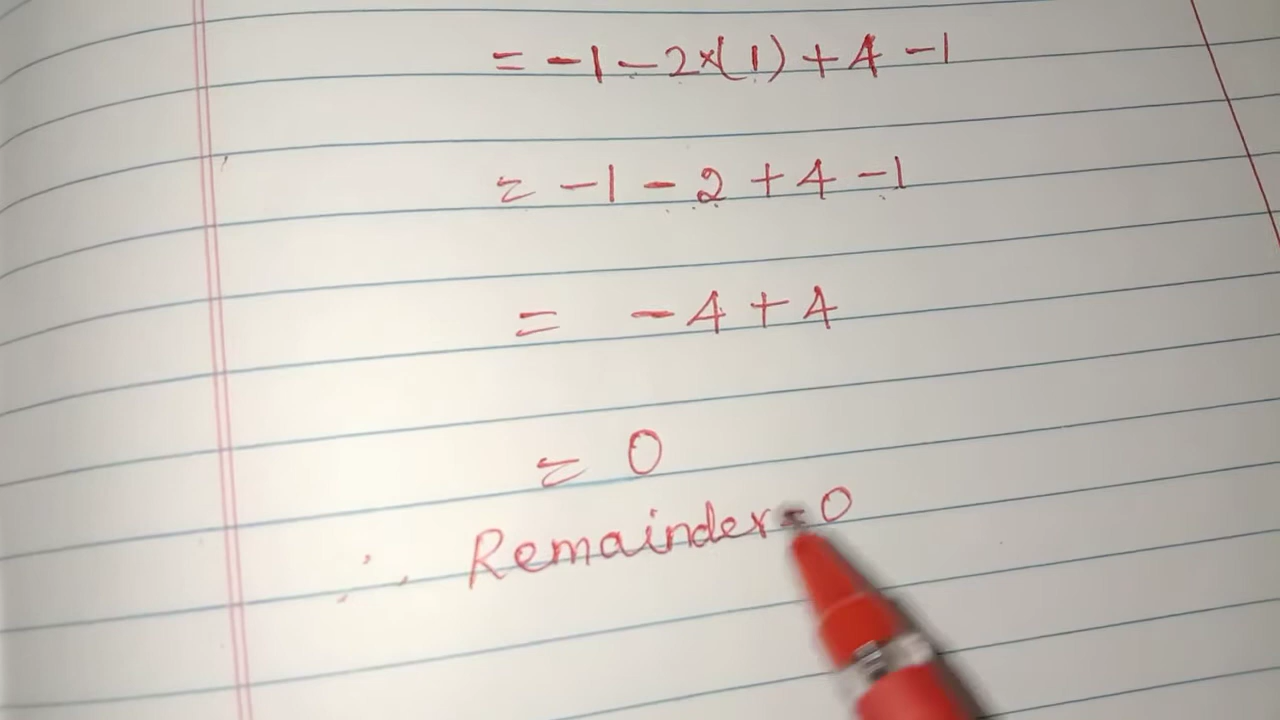 = -1 - 2×(1) + 4 - 1
= -1 - 2 + 4 - 1
= - 4 + 4
= 0
∴ Remainder = 0